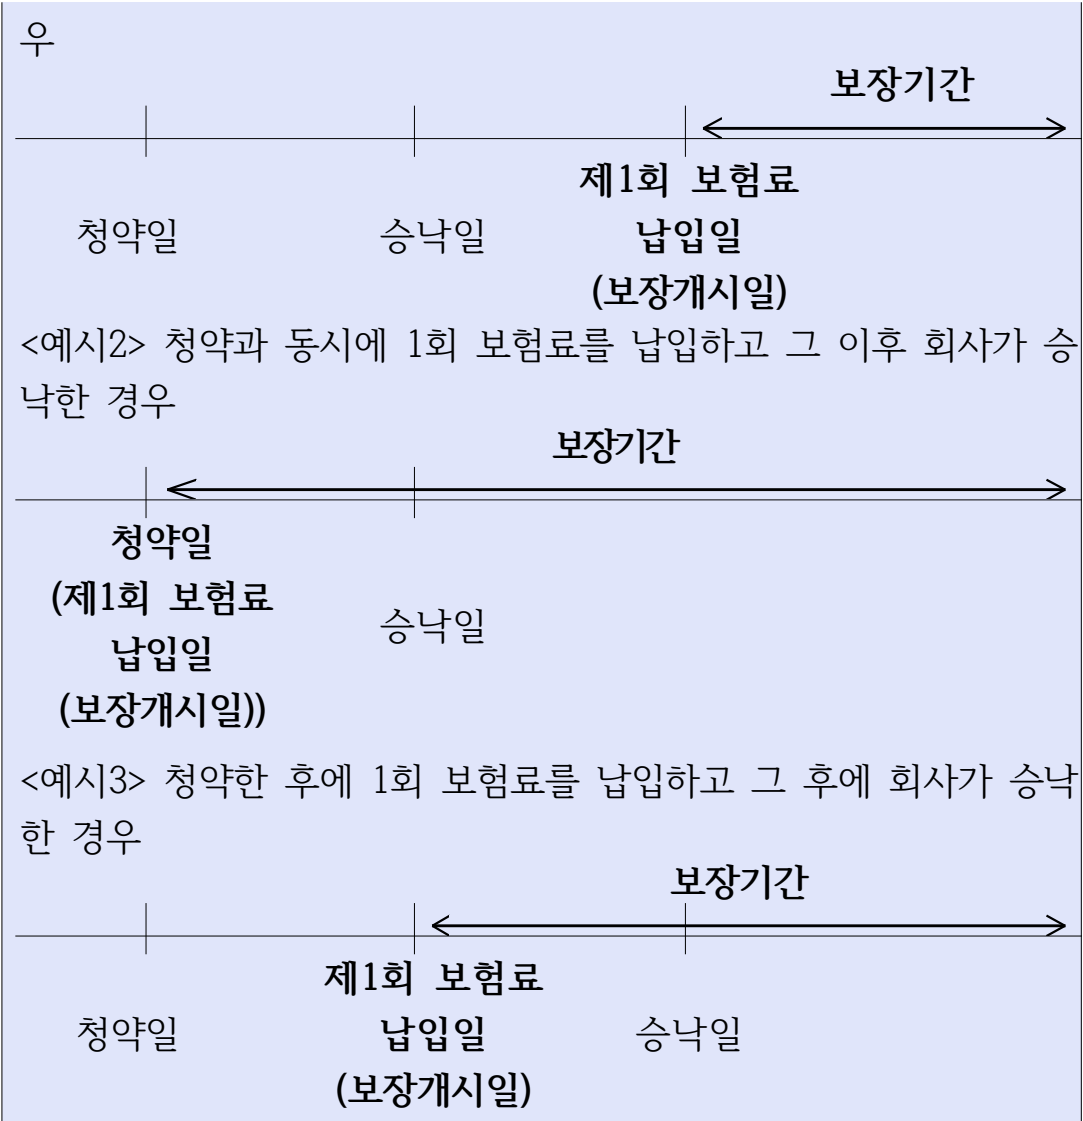 우
보장기간
제1회 보험료
청약일 승낙일 납입일
(보장개시일)
<예시2> 청약과 동시에 1회 보험료를 납입하고 그 이후 회사가 승
낙한 경우
보장기간
청약일
(제1회 보험료
승낙일
납입일
(보장개시일))
<예시3> 청약한 후에 1회 보험료를 납입하고 그 후에 회사가 승낙
한 경우
보장기간
제1회 보험료
청약일 납입일 승낙일
(보장개시일)